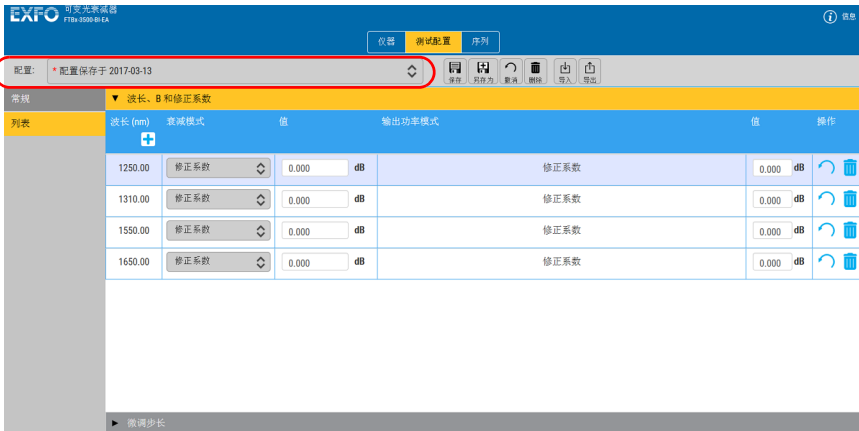 EXFO 可变光衰减器
FTBx-3500-BI-EA
信息
仪器 测试配置 序列
配置: * 配置保存于 2017-03-13
保存 另存为 撤消 删除 导入 导出
常规
▼ 波长、B 和修正系数
列表
波长 (nm) 衰减模式 值 输出功率模式 值 操作
1250.00 修正系数 0.000 dB 修正系数 0.000 dB
1310.00 修正系数 0.000 dB 修正系数 0.000 dB
1550.00 修正系数 0.000 dB 修正系数 0.000 dB
1650.00 修正系数 0.000 dB 修正系数 0.000 dB
► 微调步长